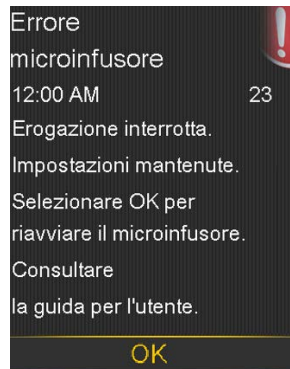 Errore
microinfusore
12:00 AM 23
Erogazione interrotta.
Impostazioni mantenute.
Selezionare OK per
riavviare il microinfusore.
Consultare
la guida per l'utente.
OK